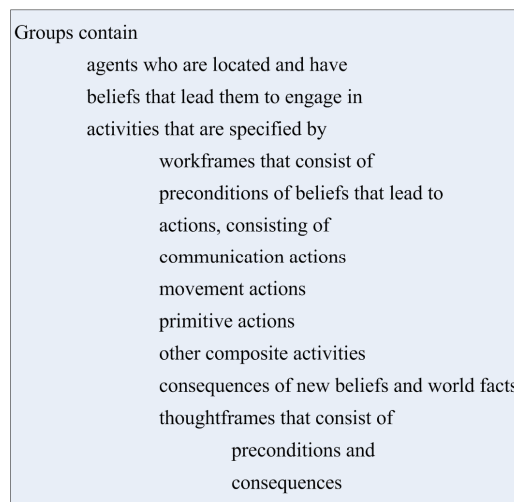 Groups contain
agents who are located and have
beliefs that lead them to engage in
activities that are specified by
workframes that consist of
preconditions of beliefs that lead to
actions, consisting of
communication actions
movement actions
primitive actions
other composite activities
consequences of new beliefs and world facts
thoughtframes that consist of
preconditions and
consequences